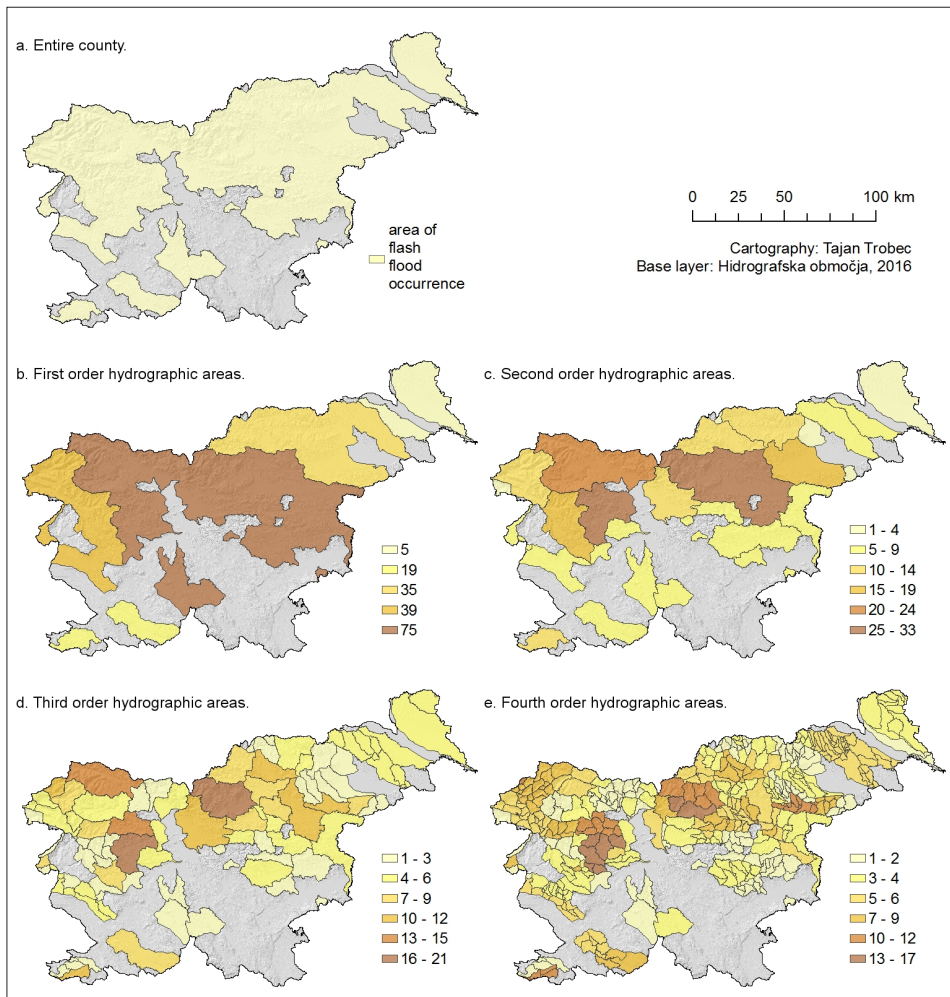 a. Entire county.
area of
flash
flood
occurrence
0 25 50 100 km
Cartography: Tajan Trobec
Base layer: Hidrografska območja, 2016
b. First order hydrographic areas.
5
19
35
39
75
c. Second order hydrographic areas.
1 - 4
5 - 9
10 - 14
15 - 19
20 - 24
25 - 33
d. Third order hydrographic areas.
1 - 3
4 - 6
7 - 9
10 - 12
13 - 15
16 - 21
e. Fourth order hydrographic areas.
1 - 2
3 - 4
5 - 6
7 - 9
10 - 12
13 - 17